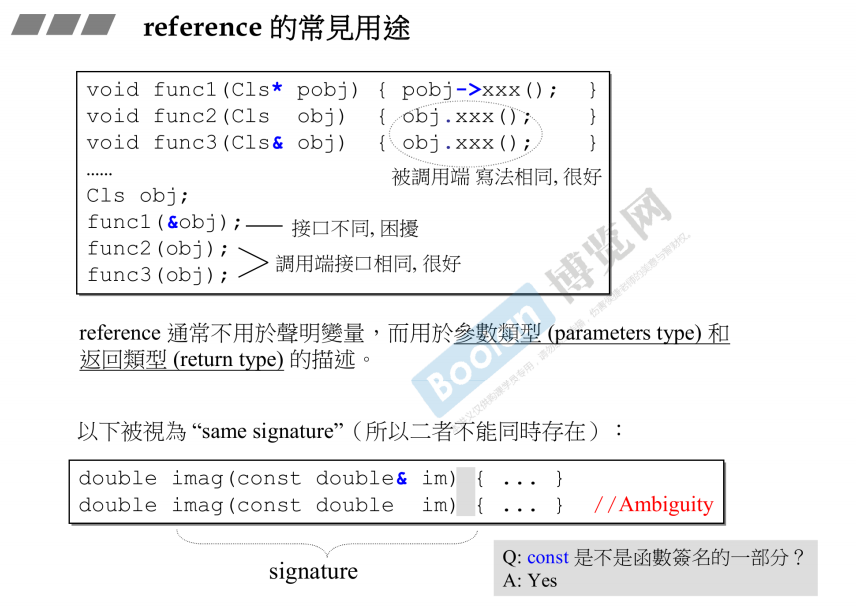 reference 的常見用途
void func1(Cls* pobj) { pobj->xxx(); }
void func2(Cls  obj) { obj.xxx(); }
void func3(Cls& obj) { obj.xxx(); }
......
被調用端 寫法相同, 很好
Cls obj;
func1(&obj); 接口不同, 困擾
func2(obj);
調用端接口相同, 很好
func3(obj);
reference 通常不用於聲明變量，而用於參數類型 (parameters type) 和
返回類型 (return type) 的描述。
以下被視為 “same signature”（所以二者不能同時存在）：
double imag(const double& im) { ... }
double imag(const double  im) { ... } //Ambiguity
signature
Q: const 是不是函數簽名的一部分？
A: Yes
Boolan
博览网